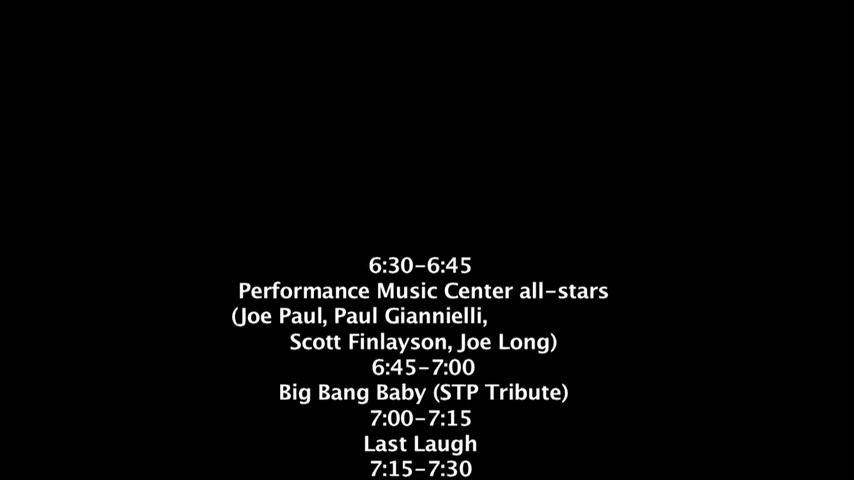 6:30-6:45
Performance Music Center all-stars
(Joe Paul, Paul Giannielli,
Scott Finlayson, Joe Long)
6:45-7:00
Big Bang Baby (STP Tribute)
7:00-7:15
Last Laugh
7:15-7:30